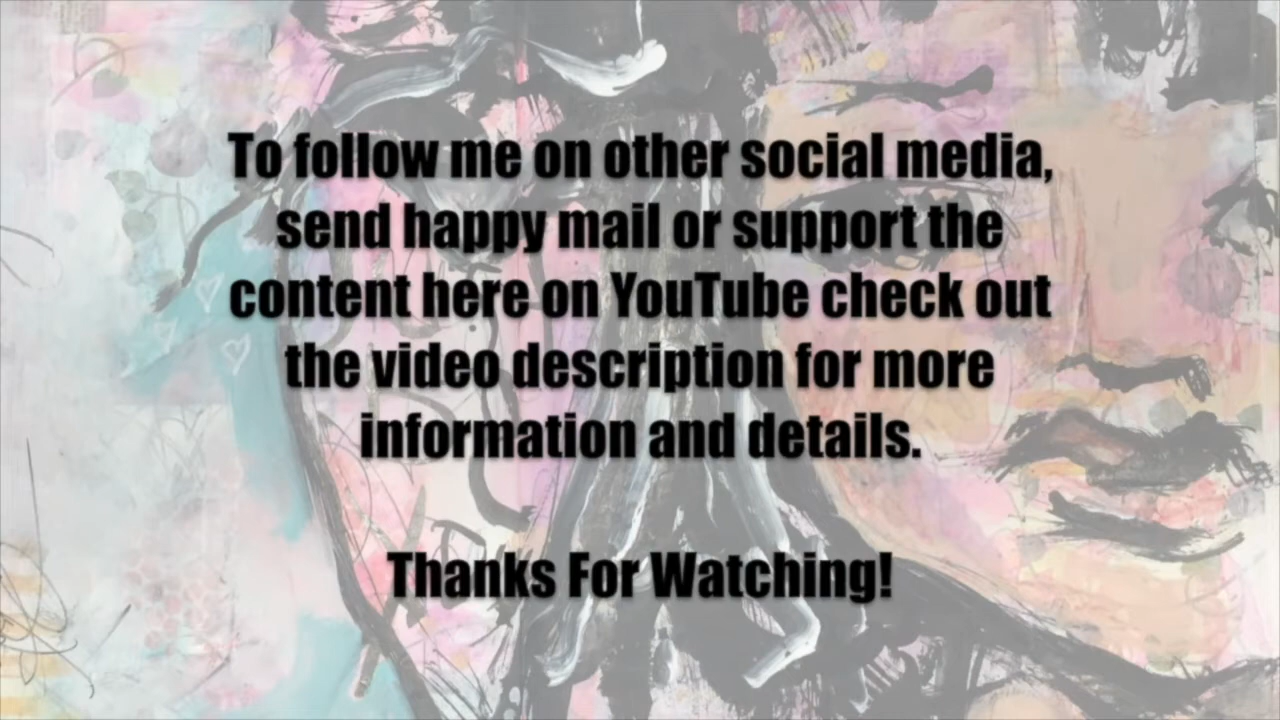 To follow me on other social media,
send happy mail or support the
content here on YouTube check out
the video description for more
information and details.
Thanks For Watching!